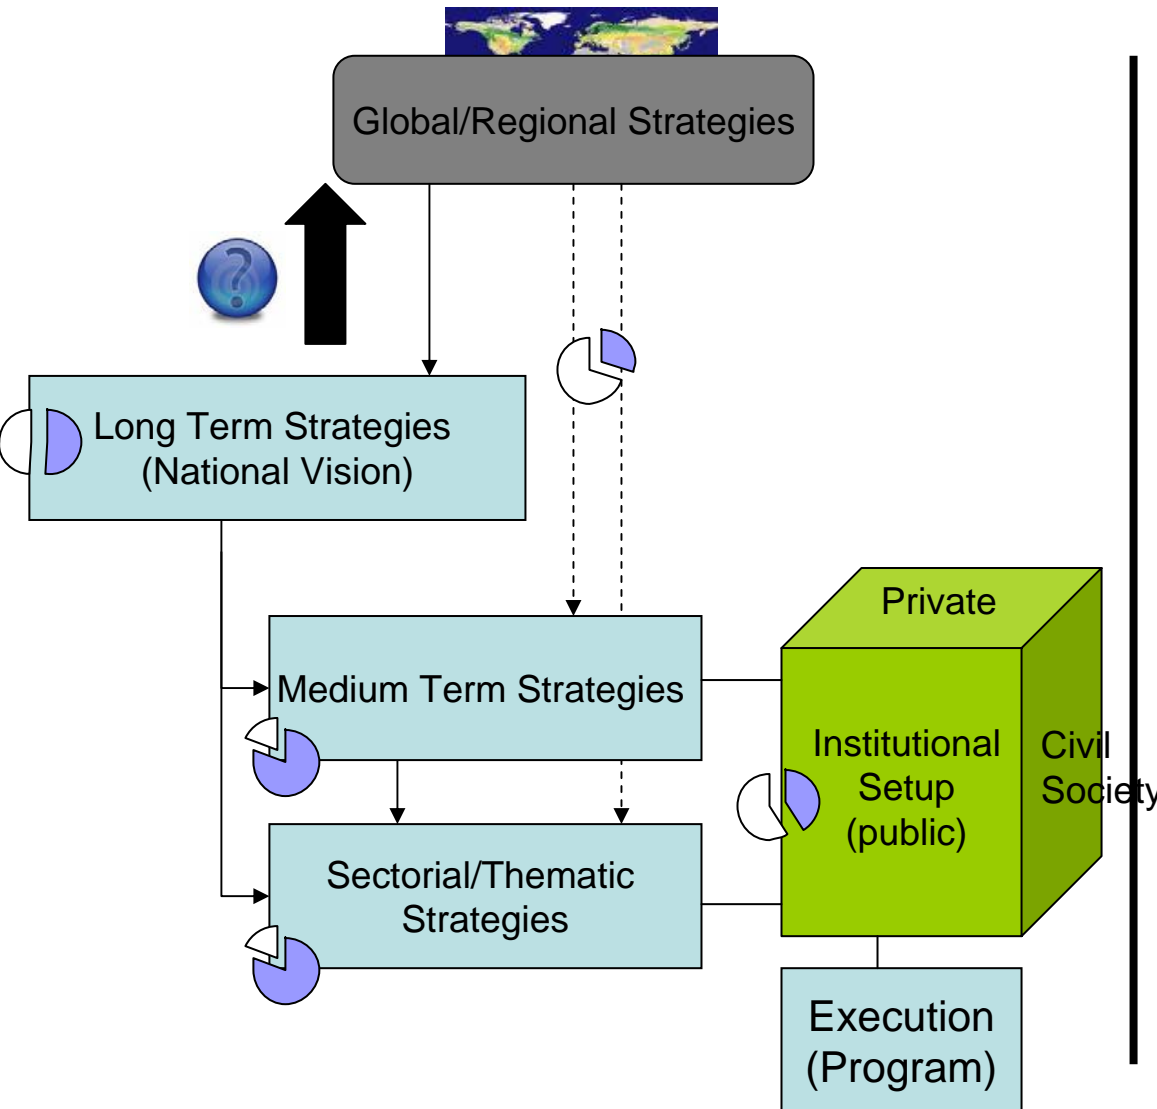 Global/Regional Strategies
?
Long Term Strategies
(National Vision)
Private
Medium Term Strategies
Institutional
Setup
(public)
Civil
Society
Sectorial/Thematic
Strategies
Execution
(Program)